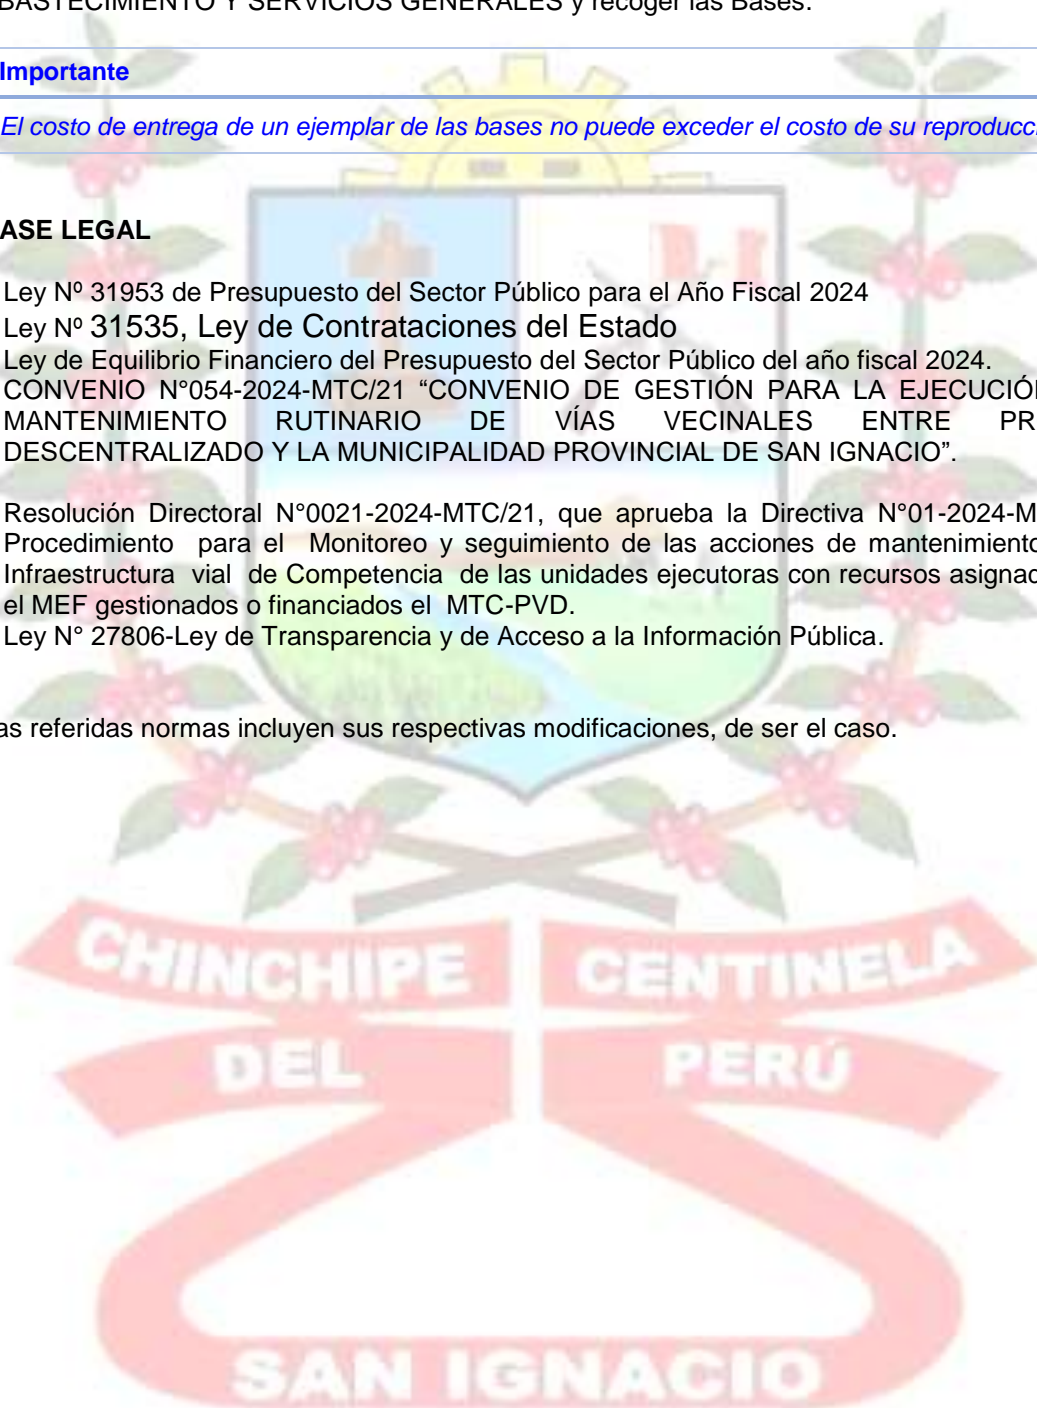 BASTECIMIENTO Y SERVICIOS GENERALES y recoger las Bases.
Importante
El costo de entrega de un ejemplar de las bases no puede exceder el costo de su reproducc
ASE LEGAL
Ley Nº 31953 de Presupuesto del Sector Público para el Año Fiscal 2024
Ley Nº 31535, Ley de Contrataciones del Estado
Ley de Equilibrio Financiero del Presupuesto del Sector Público del año fiscal 2024.
CONVENIO N°054-2024-MTC/21 “CONVENIO DE GESTIÓN PARA LA EJECUCIÓN
MANTENIMIENTO RUTINARIO DE VÍAS VECINALES ENTRE PR
DESCENTRALIZADO Y LA MUNICIPALIDAD PROVINCIAL DE SAN IGNACIO”.
Resolución Directoral N°0021-2024-MTC/21, que aprueba la Directiva N°01-2024-M
Procedimiento para el Monitoreo y seguimiento de las acciones de mantenimiento
Infraestructura vial de Competencia de las unidades ejecutoras con recursos asignad
el MEF gestionados o financiados el MTC-PVD.
Ley N° 27806-Ley de Transparencia y de Acceso a la Información Pública.
as referidas normas incluyen sus respectivas modificaciones, de ser el caso.
CHINCHIPE CENTINELA
DEL PERÚ
SAN IGNACIO